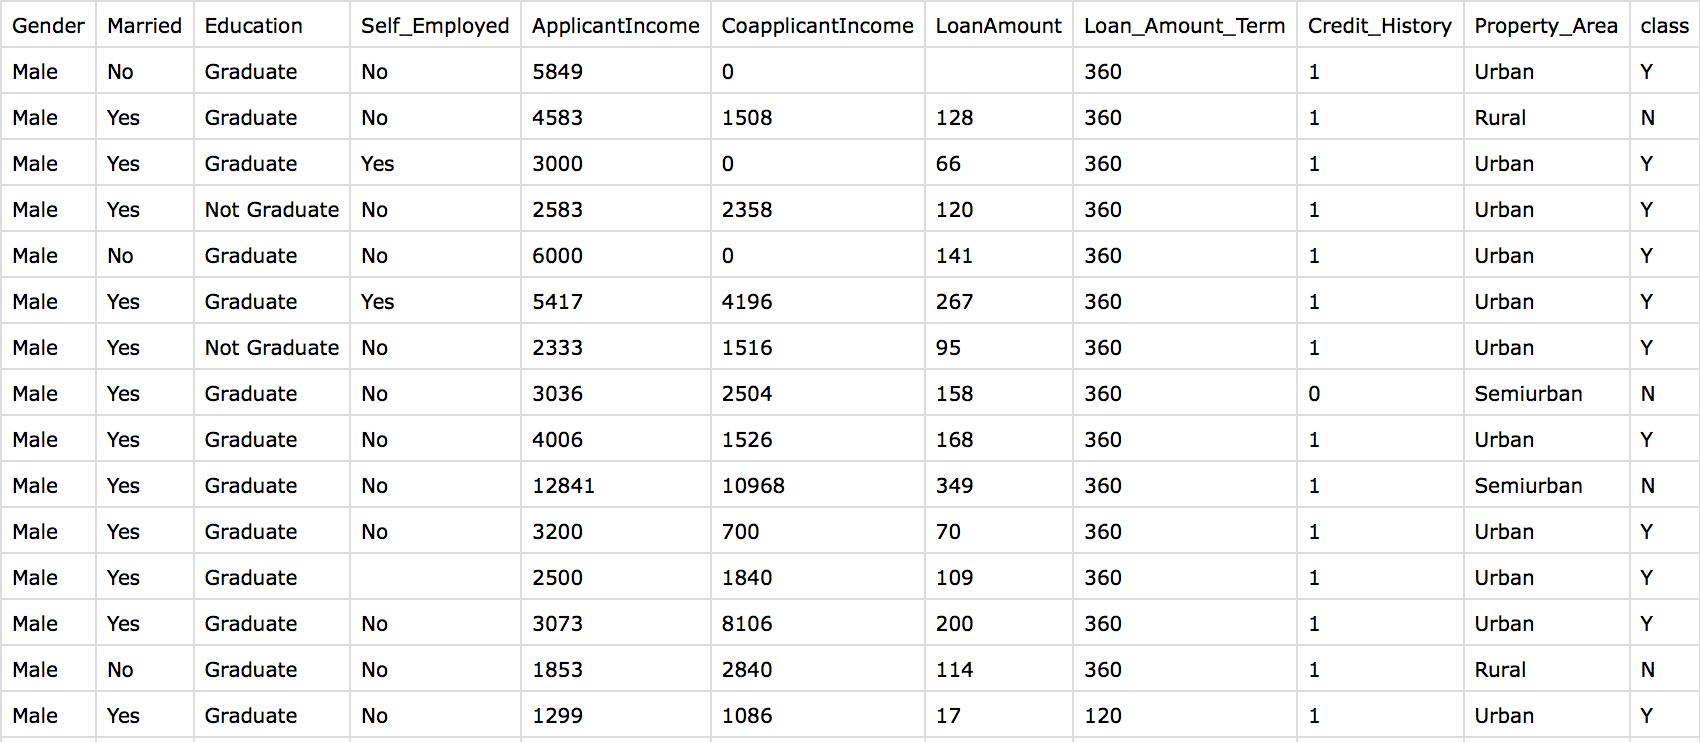 Gender Married Education Self_Employed ApplicantIncome CoapplicantIncome LoanAmount Loan_Amount_Term Credit_History Property_Area class
Male No Graduate No 5849 0 360 1 Urban Y
Male Yes Graduate No 4583 1508 128 360 1 Rural N
Male Yes Graduate Yes 3000 0 66 360 1 Urban Y
Male Yes Not Graduate No 2583 2358 120 360 1 Urban Y
Male No Graduate No 6000 0 141 360 1 Urban Y
Male Yes Graduate Yes 5417 4196 267 360 1 Urban Y
Male Yes Not Graduate No 2333 1516 95 360 1 Urban Y
Male Yes Graduate No 3036 2504 158 360 0 Semiurban N
Male Yes Graduate No 4006 1526 168 360 1 Urban Y
Male Yes Graduate No 12841 10968 349 360 1 Semiurban N
Male Yes Graduate No 3200 700 70 360 1 Urban Y
Male Yes Graduate 2500 1840 109 360 1 Urban Y
Male Yes Graduate No 3073 8106 200 360 1 Urban Y
Male No Graduate No 1853 2840 114 360 1 Rural N
Male Yes Graduate No 1299 1086 17 120 1 Urban Y